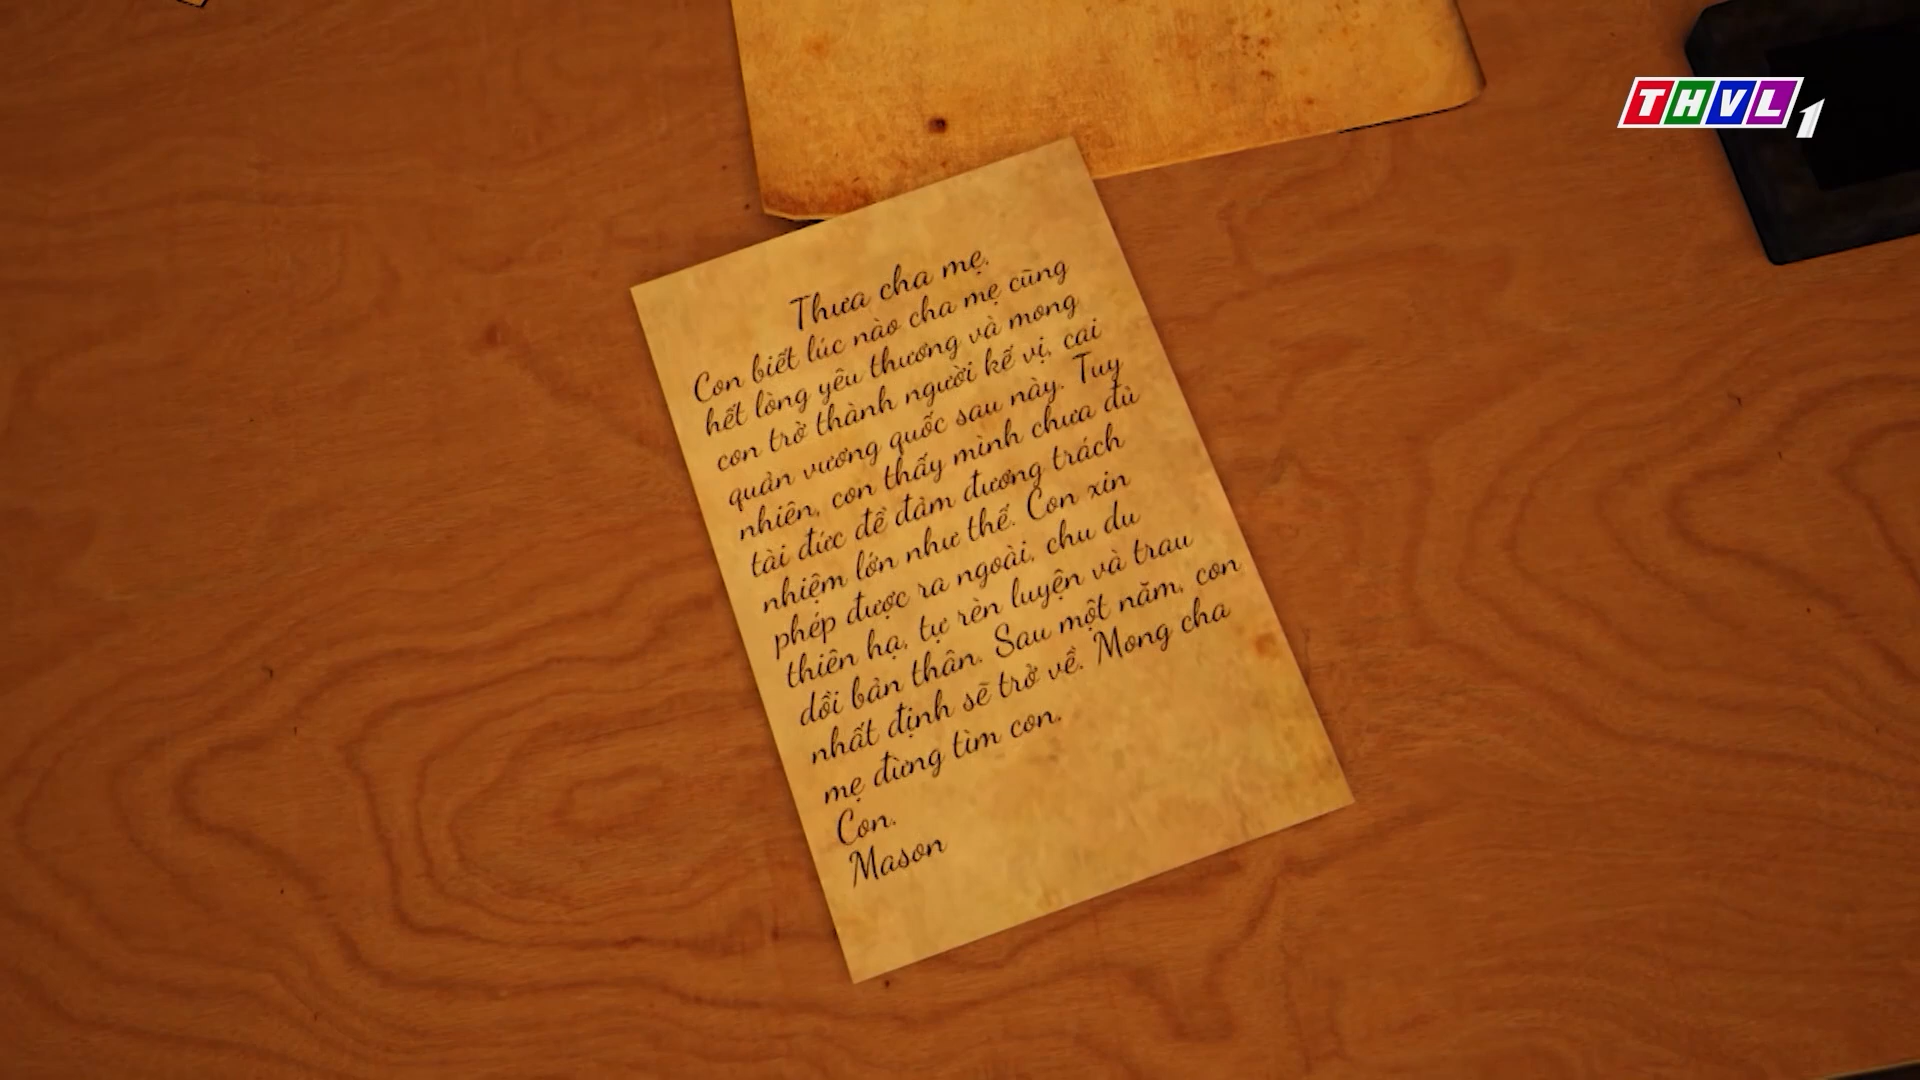 THVL1
Thưa cha mẹ,
Con biết lúc nào cha mẹ cũng
hết lòng yêu thương và mong
con trở thành người kế vị, cai
quản vương quốc sau này. Tuy
nhiên, con thấy mình chưa đủ
tài đức để đảm đương trách
nhiệm lớn như thế. Con xin
phép được ra ngoài, chu du
thiên hạ, tự rèn luyện và trau
dồi bản thân. Sau một năm, con
nhất định sẽ trở về. Mong cha
mẹ đừng tìm con.
Con.
Mason